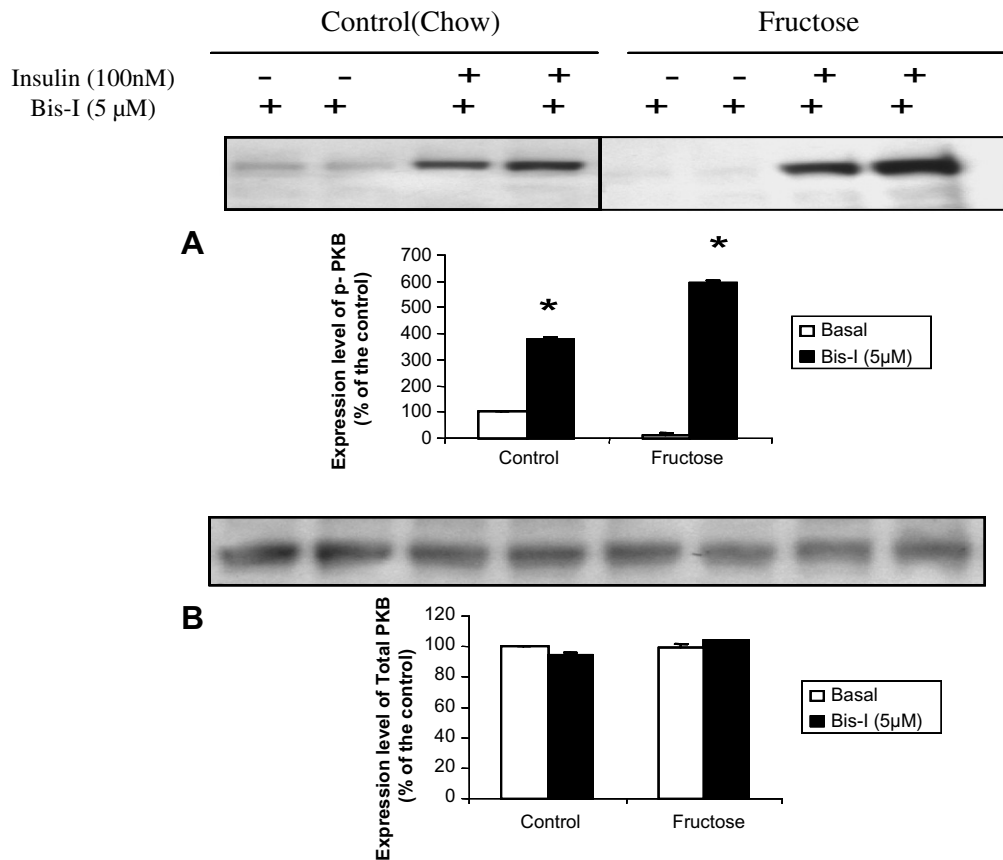 Control(Chow) Fructose
Insulin (100nM) - - + + - - + +
Bis-I (5 µM) + + + + + + + +
A
Expression level of p- PKB
(% of the control)
700
600
500
400
300
200
100
0
* *
Control Fructose
Basal
Bis-I (5µM)
B
Expression level of Total PKB
(% of the control)
120
100
80
60
40
20
0
Control Fructose
Basal
Bis-I (5µM)